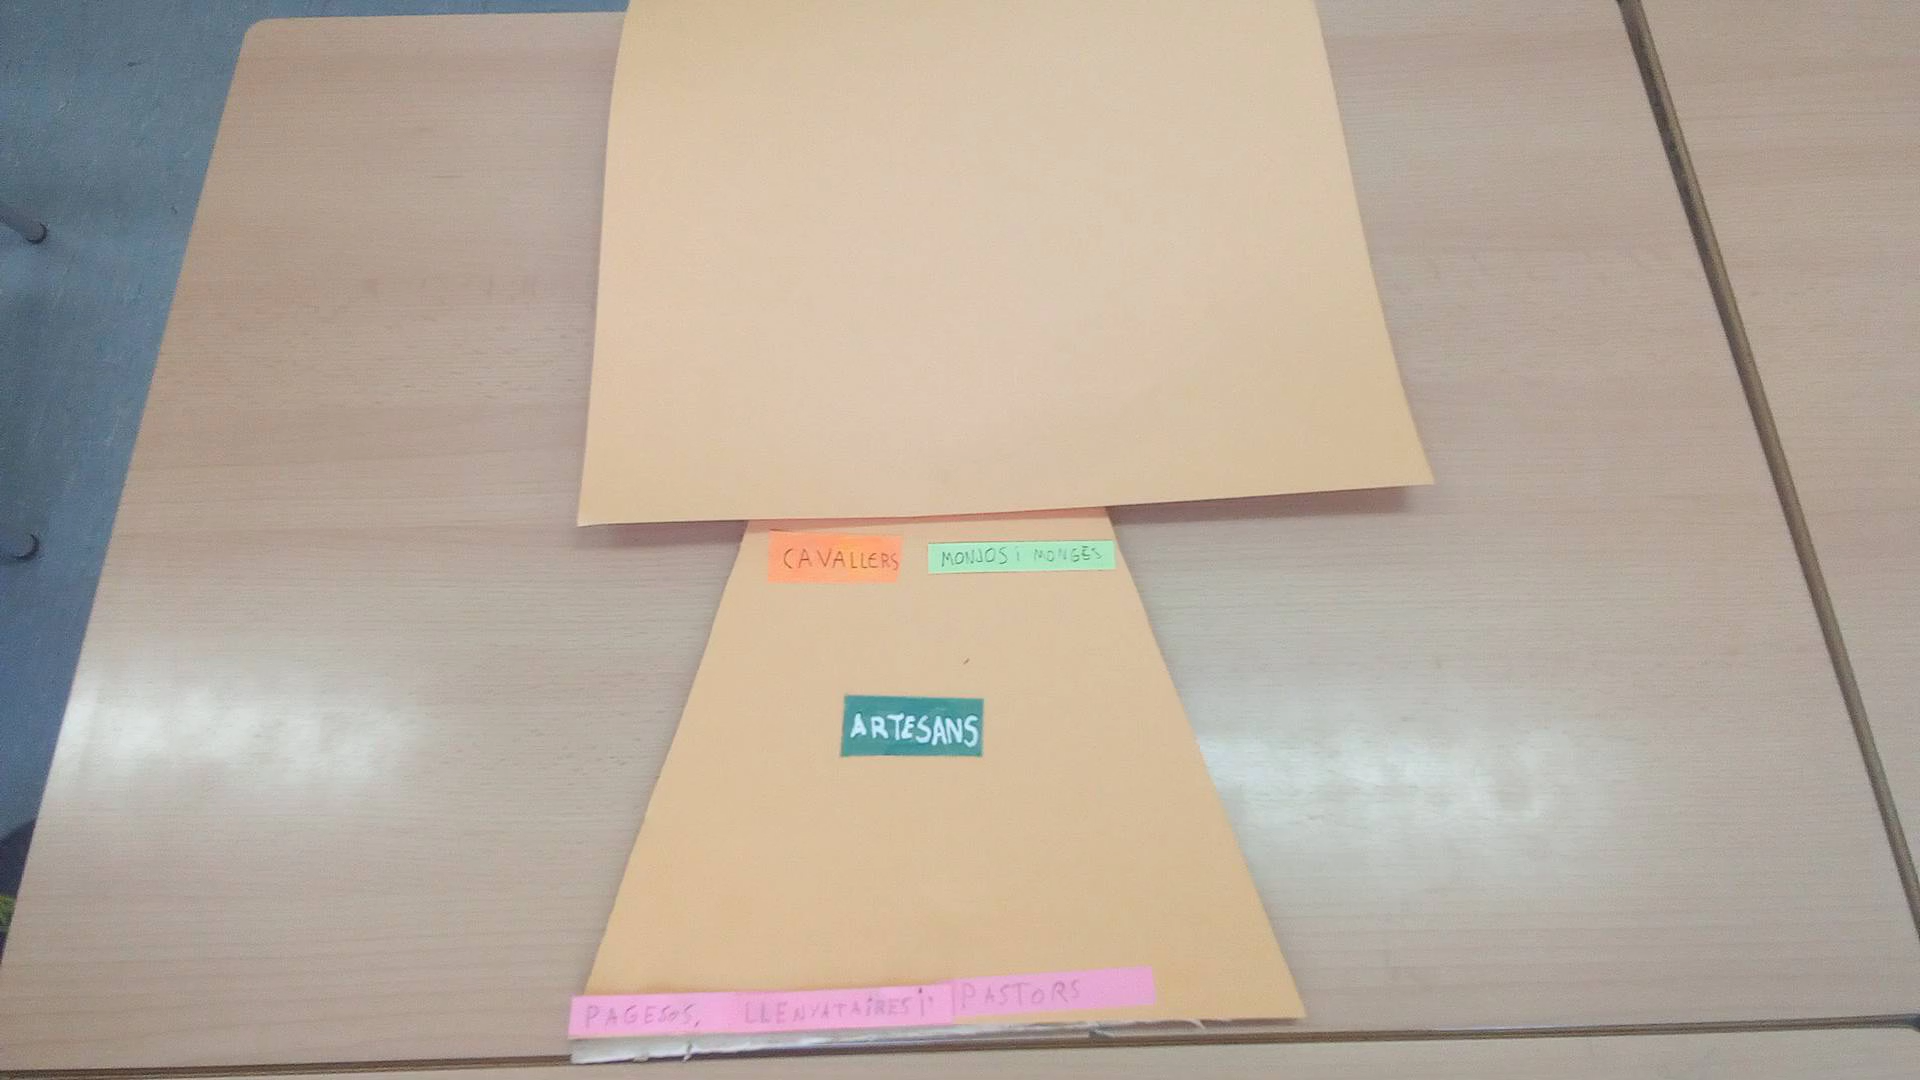 CAVALLERS
MONJOS i MONGES
ARTESANS
PAGESOS, LLENYATAIRES i PASTORS